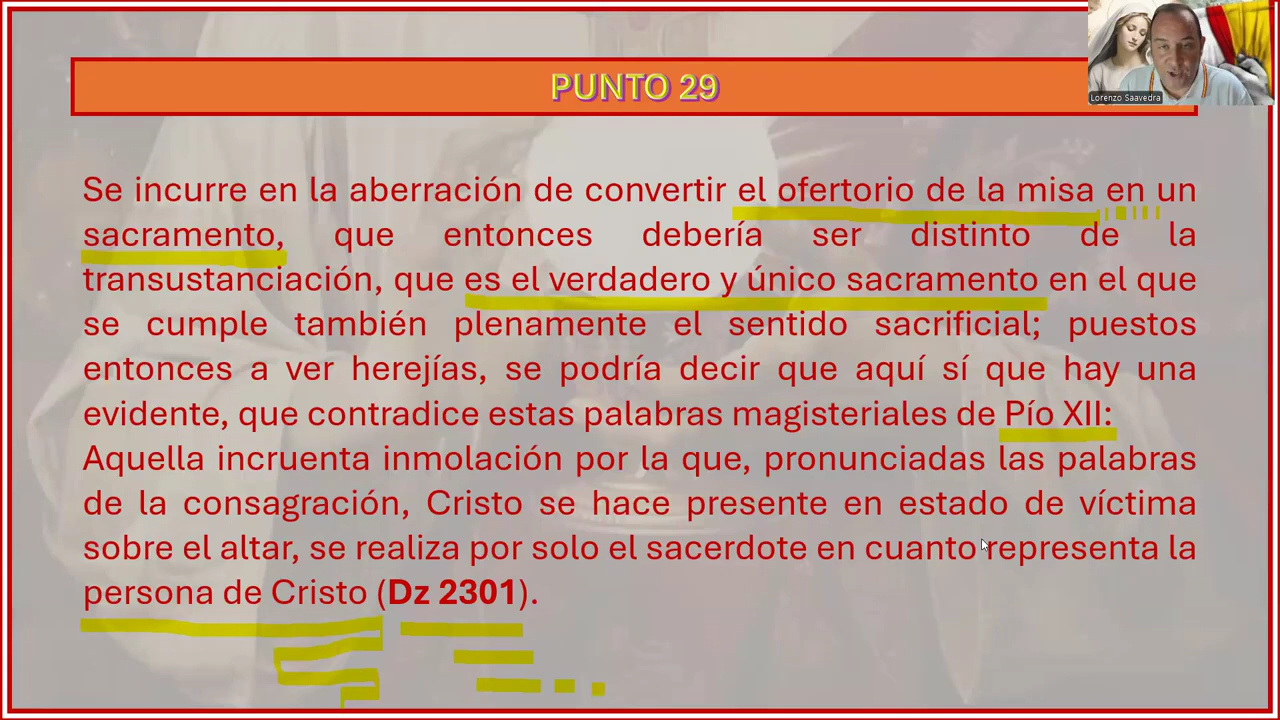 PUNTO 29
Lorenzo Saavedra
Se incurre en la aberración de convertir el ofertorio de la misa en un
sacramento, que entonces debería ser distinto de la
transustanciación, que es el verdadero y único sacramento en el que
se cumple también plenamente el sentido sacrificial; puestos
entonces a ver herejías, se podría decir que aquí sí que hay una
evidente, que contradice estas palabras magisteriales de Pío XII:
Aquella incruenta inmolación por la que, pronunciadas las palabras
de la consagración, Cristo se hace presente en estado de víctima
sobre el altar, se realiza por solo el sacerdote en cuanto representa la
persona de Cristo (Dz 2301).